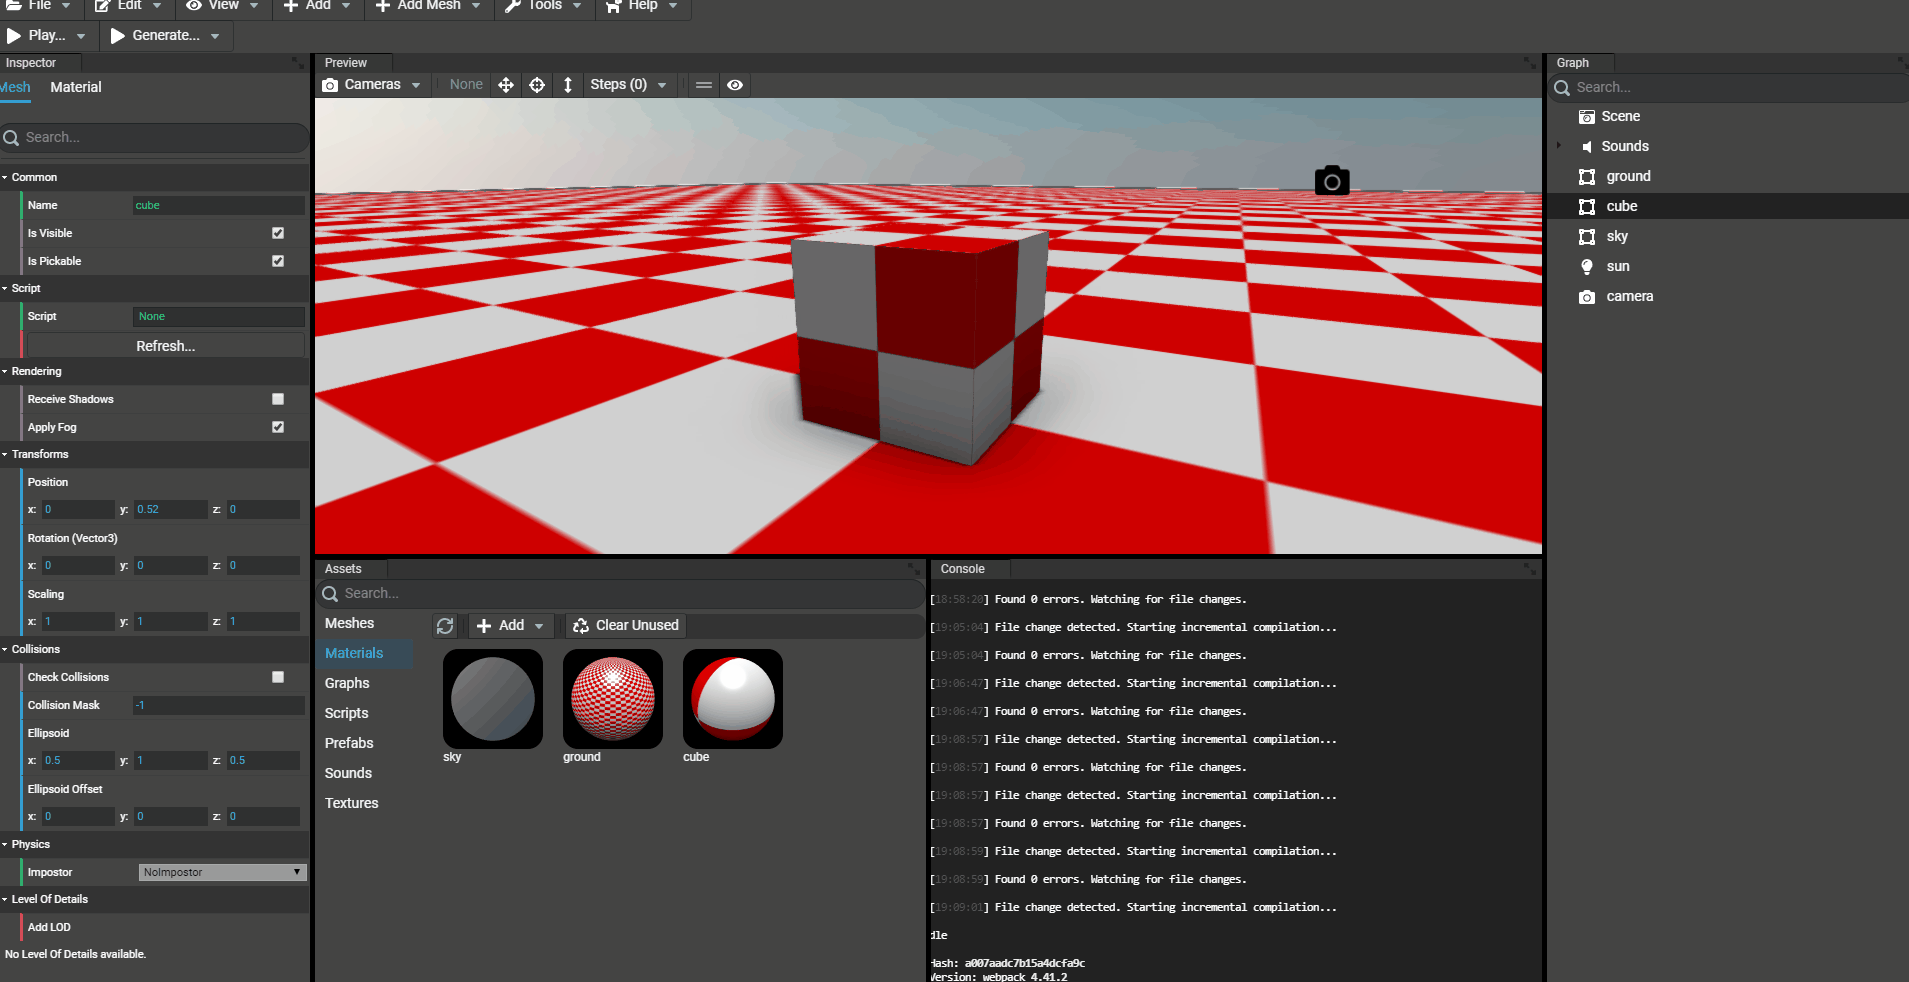 File Edit View Add Add Mesh Tools Help
Play... Generate...
Inspector
Mesh Material
Search...
Common
Name cube
Is Visible
Is Pickable
Script
Script None
Refresh...
Rendering
Receive Shadows
Apply Fog
Transforms
Position
x: 0 y: 0.52 z: 0
Rotation (Vector3)
x: 0 y: 0 z: 0
Scaling
x: 1 y: 1 z: 1
Collisions
Check Collisions
Collision Mask -1
Ellipsoid
x: 0.5 y: 1 z: 0.5
Ellipsoid Offset
x: 0 y: 0 z: 0
Physics
Impostor NoImpostor
Level Of Details
Add LOD
No Level Of Details available.
Preview
Cameras None Steps (0)
Assets
Search...
Meshes
Materials
Graphs
Scripts
Prefabs
Sounds
Textures
Add Clear Unused
sky ground cube
Console
[18:58:20] Found 0 errors. Watching for file changes.
[19:05:04] File change detected. Starting incremental compilation...
[19:05:04] Found 0 errors. Watching for file changes.
[19:06:47] File change detected. Starting incremental compilation...
[19:06:47] Found 0 errors. Watching for file changes.
[19:08:57] File change detected. Starting incremental compilation...
[19:08:57] Found 0 errors. Watching for file changes.
[19:08:57] File change detected. Starting incremental compilation...
[19:08:57] Found 0 errors. Watching for file changes.
[19:08:59] File change detected. Starting incremental compilation...
[19:08:59] Found 0 errors. Watching for file changes.
[19:09:01] File change detected. Starting incremental compilation...
dle
Hash: a007aadc7b15a4dcfa9c
Version: webpack 4.41.2
Graph
Search...
Scene
Sounds
ground
cube
sky
sun
camera